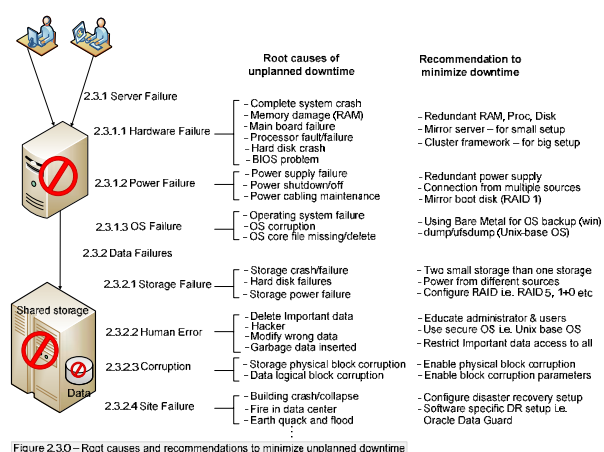 Root causes of
unplanned downtime
Recommendation to
minimize downtime
2.3.1 Server Failure
2.3.1.1 Hardware Failure
- Complete system crash
- Memory damage (RAM)
- Main board failure
- Processor fault/failure
- Hard disk crash
- BIOS problem
- Redundant RAM, Proc, Disk
- Mirror server – for small setup
- Cluster framework – for big setup
2.3.1.2 Power Failure
- Power supply failure
- Power shutdown/off
- Power cabling maintenance
- Redundant power supply
- Connection from multiple sources
- Mirror boot disk (RAID 1)
2.3.1.3 OS Failure
- Operating system failure
- OS corruption
- OS core file missing/delete
- Using Bare Metal for OS backup (win)
- dump/ufsdump (Unix-base OS)
2.3.2 Data Failures
2.3.2.1 Storage Failure
- Storage crash/failure
- Hard disk failures
- Storage power failure
- Two small storage than one storage
- Power from different sources
- Configure RAID i.e. RAID 5, 1+0 etc
Shared storage
Data
2.3.2.2 Human Error
- Delete Important data
- Hacker
- Modify wrong data
- Garbage data inserted
- Educate administrator & users
- Use secure OS i.e. Unix base OS
- Restrict Important data access to all
2.3.2.3 Corruption
- Storage physical block corruption
- Data logical block corruption
- Enable physical block corruption
- Enable block corruption parameters
2.3.2.4 Site Failure
- Building crash/collapse
- Fire in data center
- Earth quack and flood
- Configure disaster recovery setup
- Software specific DR setup i.e.
Oracle Data Guard
Figure 2.3.0 – Root causes and recommendations to minimize unplanned downtime